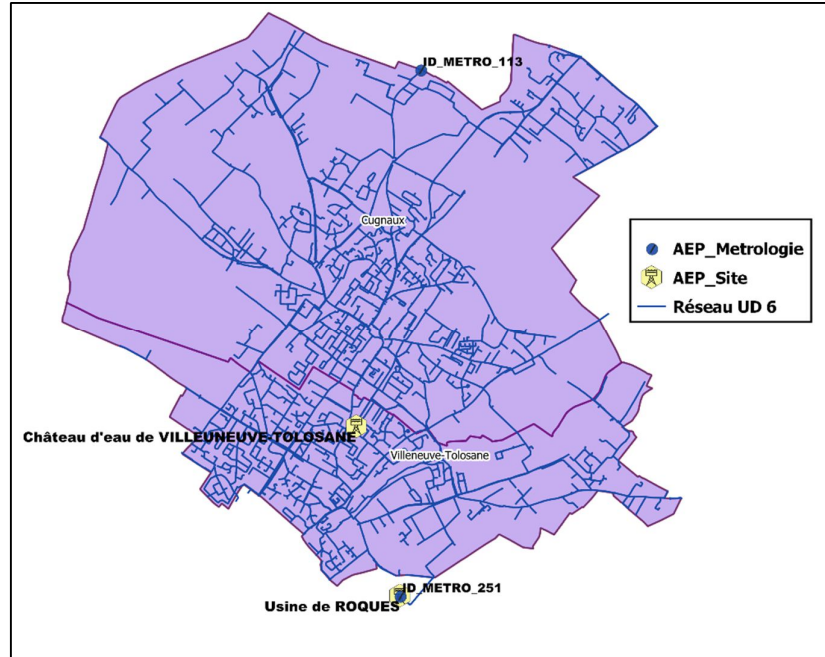 ID_METRO_113
Cugnaux
AEP_Metrologie
AEP_Site
Réseau UD 6
Château d'eau de VILLEUNEUVE-TOLOSANE
Villeneuve-Tolosane
ID_METRO_251
Usine de ROQUES